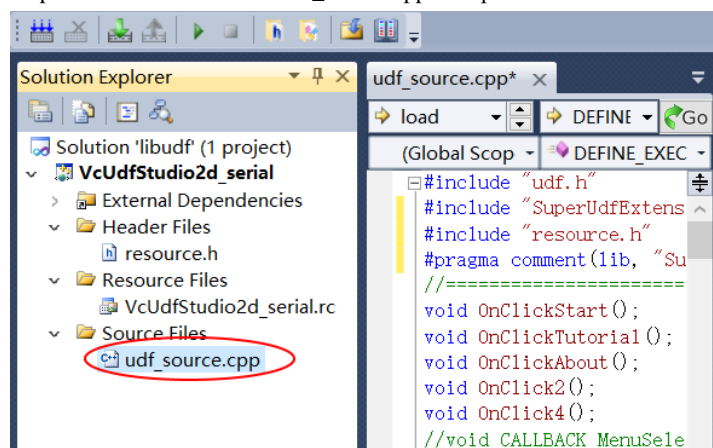 Solution Explorer
Solution 'libudf' (1 project)
VcUdfStudio2d_serial
External Dependencies
Header Files
resource.h
Resource Files
VcUdfStudio2d_serial.rc
Source Files
udf_source.cpp
udf_source.cpp*
load DEFINE Go
(Global Scop DEFINE_EXEC
#include "udf.h"
#include "SuperUdfExtens
#include "resource.h"
#pragma comment(lib, "Su
//=======================
void OnClickStart();
void OnClickTutorial();
void OnClickAbout();
void OnClick2();
void OnClick4();
//void CALLBACK MenuSele